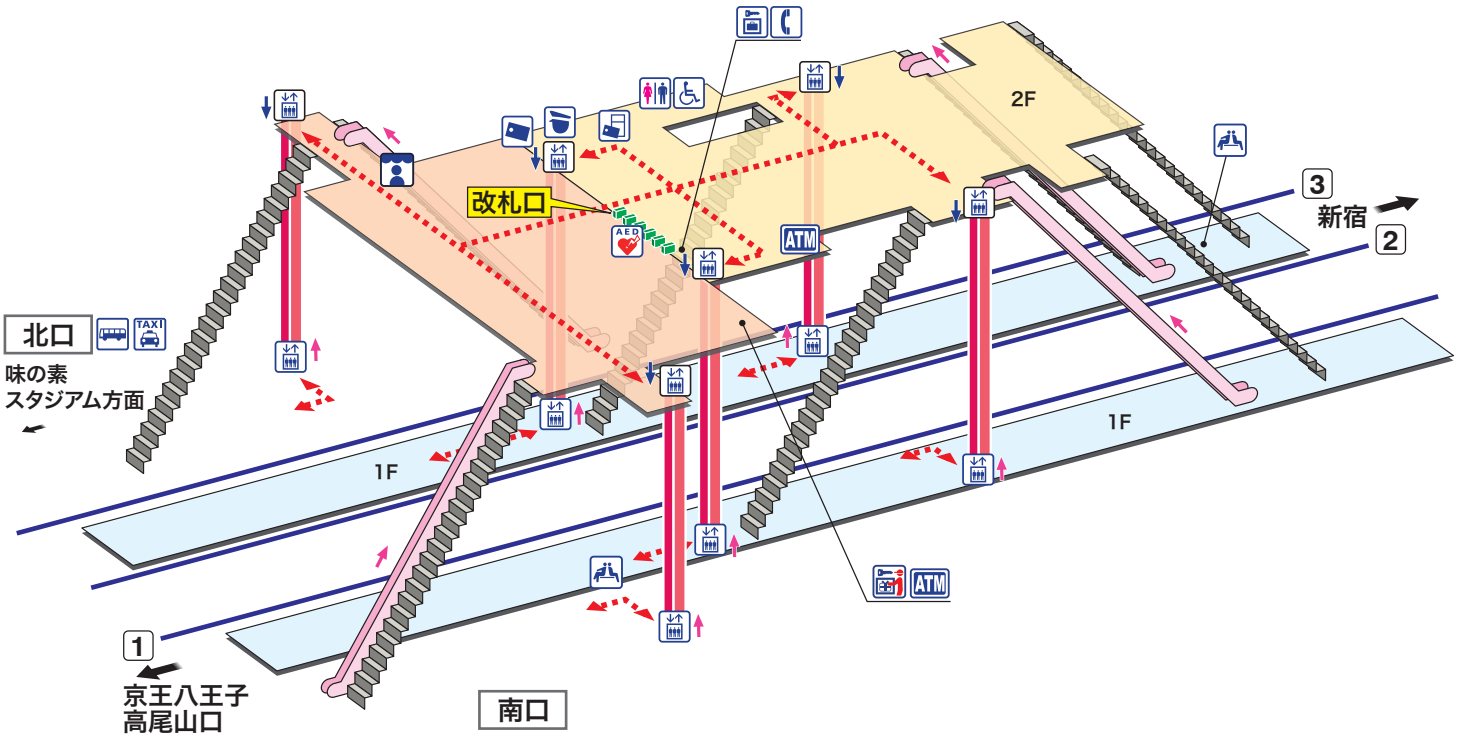 2F
改札口
AED
ATM
3
新宿
2
北口
TAXI
味の素
スタジアム方面
1F
1F
ATM
1
京王八王子
高尾山口
南口